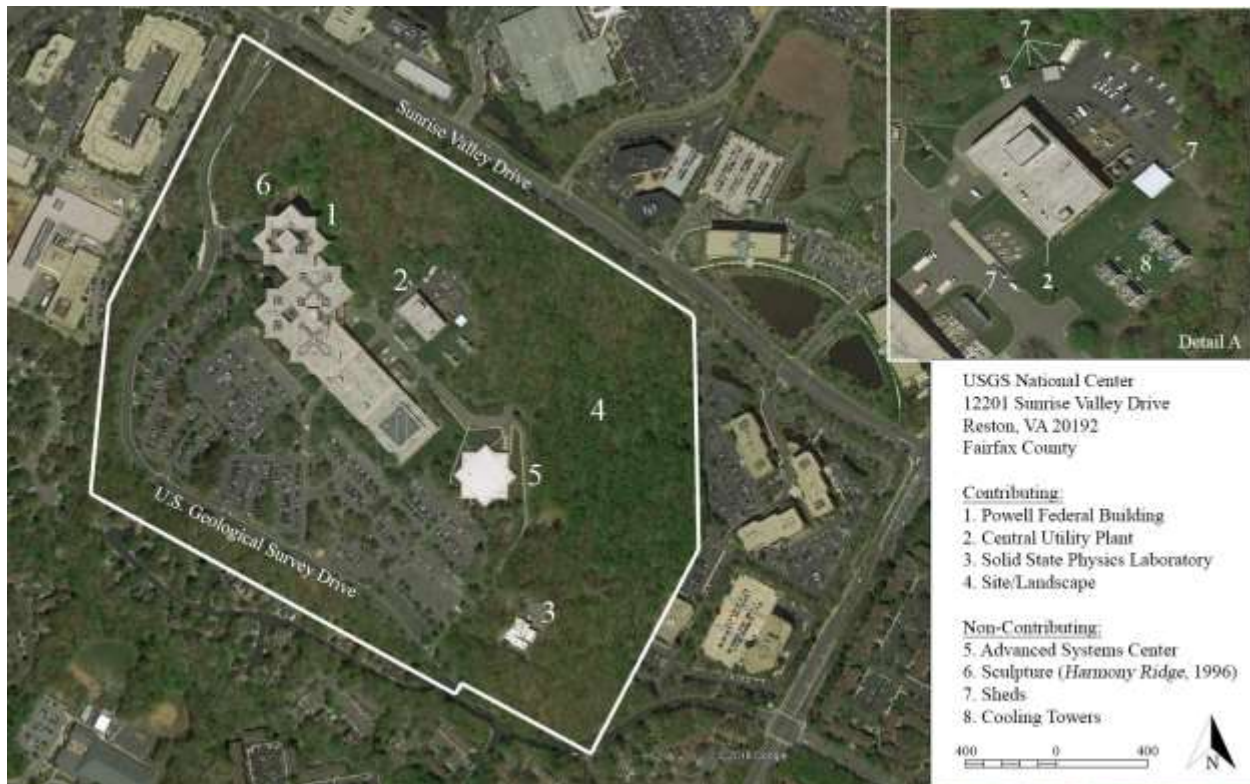 Sunrise Valley Drive
6
1
2
4
5
U.S. Geological Survey Drive
3
© 2018 Google
7
7
8
2
7
Detail A
USGS National Center
12201 Sunrise Valley Drive
Reston, VA 20192
Fairfax County
Contributing:
1. Powell Federal Building
2. Central Utility Plant
3. Solid State Physics Laboratory
4. Site/Landscape
Non-Contributing:
5. Advanced Systems Center
6. Sculpture (Harmony Ridge, 1996)
7. Sheds
8. Cooling Towers
400 0 400
N